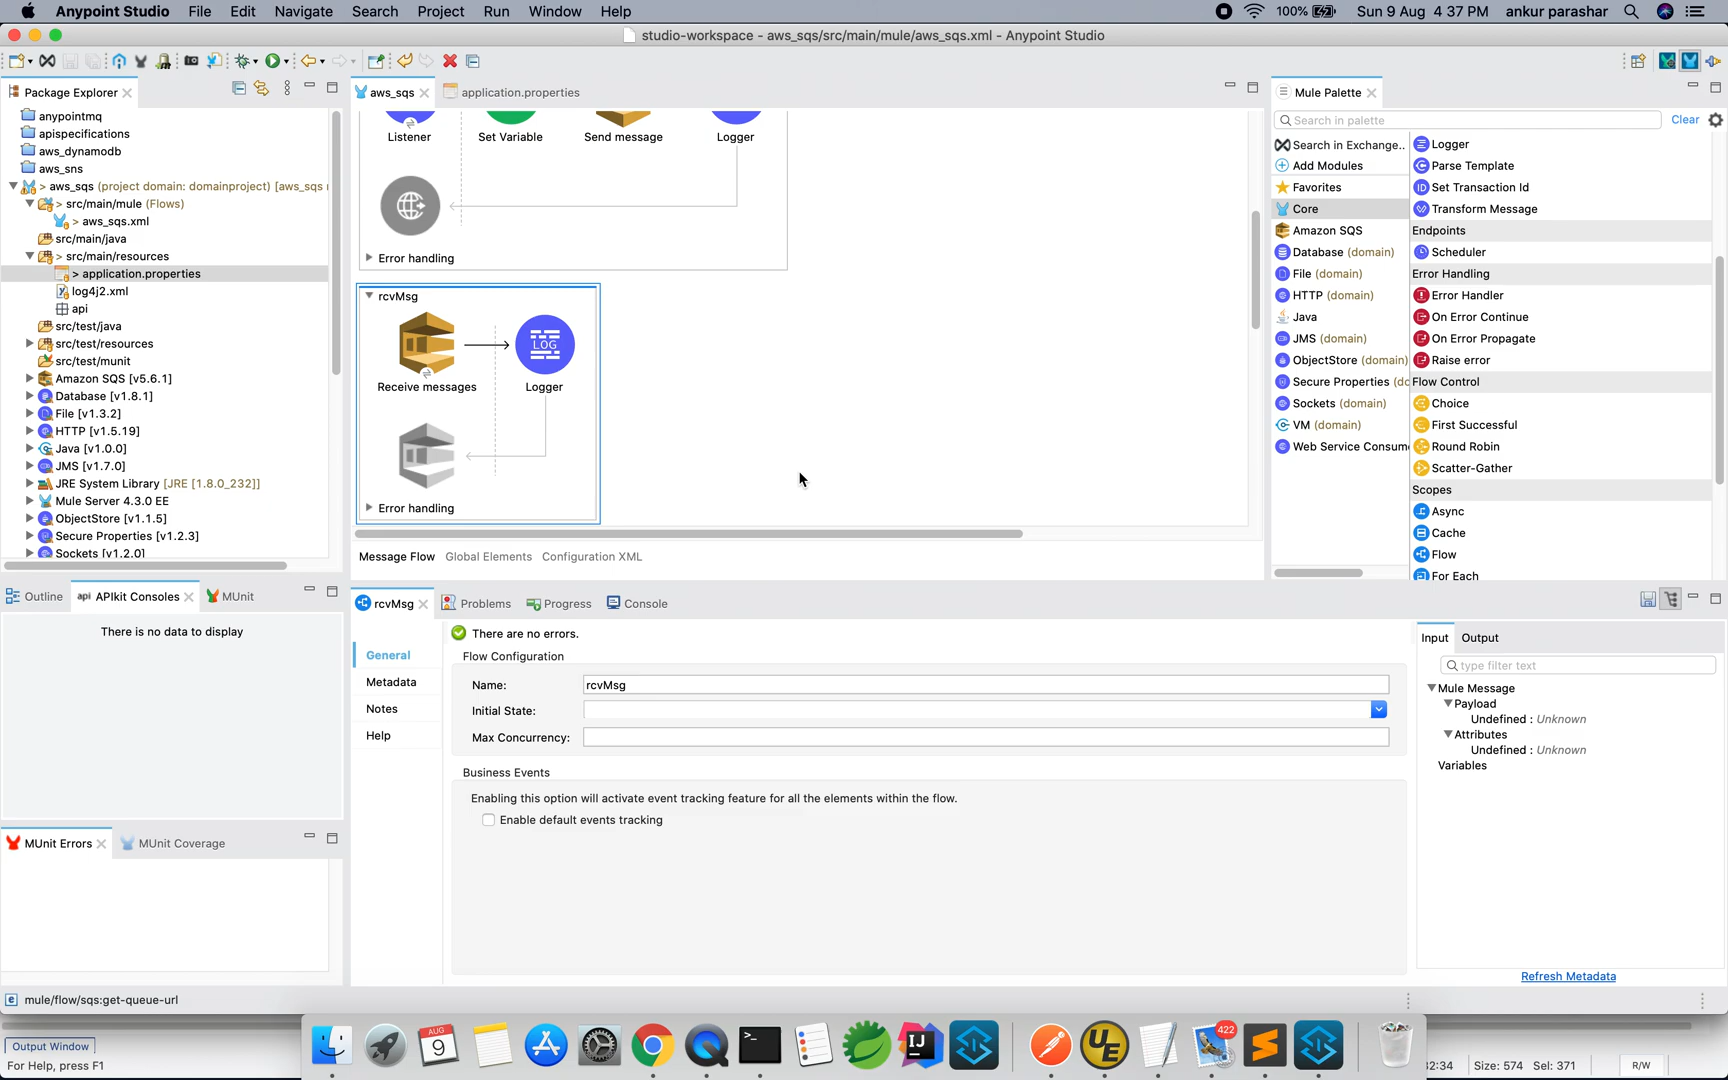 Anypoint Studio File Edit Navigate Search Project Run Window Help 100% Sun 9 Aug 4 37 PM ankur parashar
studio-workspace - aws_sqs/src/main/mule/aws_sqs.xml - Anypoint Studio
Package Explorer
anypointmq
apispecifications
aws_dynamodb
aws_sns
> aws_sqs (project domain: domainproject) [aws_sqs
> src/main/mule (Flows)
> aws_sqs.xml
src/main/java
> src/main/resources
> application.properties
log4j2.xml
api
src/test/java
src/test/resources
src/test/munit
Amazon SQS [v5.6.1]
Database [v1.8.1]
File [v1.3.2]
HTTP [v1.5.19]
Java [v1.0.0]
JMS [v1.7.0]
JRE System Library [JRE [1.8.0_232]]
Mule Server 4.3.0 EE
ObjectStore [v1.1.5]
Secure Properties [v1.2.3]
Sockets [v1.2.0]
aws_sqs application.properties
Listener Set Variable Send message Logger
Error handling
rcvMsg
LOG
Receive messages Logger
Error handling
Message Flow Global Elements Configuration XML
Mule Palette
Search in palette Clear
Search in Exchange..
Add Modules
Favorites
Core
Amazon SQS
Database (domain)
File (domain)
HTTP (domain)
Java
JMS (domain)
ObjectStore (domain)
Secure Properties (dc
Sockets (domain)
VM (domain)
Web Service Consum
Logger
Parse Template
ID Set Transaction Id
Transform Message
Endpoints
Scheduler
Error Handling
Error Handler
On Error Continue
On Error Propagate
Raise error
Flow Control
Choice
First Successful
Round Robin
Scatter-Gather
Scopes
Async
Cache
Flow
For Each
Outline api APIkit Consoles MUnit
There is no data to display
MUnit Errors MUnit Coverage
rcvMsg Problems Progress Console
There are no errors.
General
Metadata
Notes
Help
Flow Configuration
Name: rcvMsg
Initial State:
Max Concurrency:
Business Events
Enabling this option will activate event tracking feature for all the elements within the flow.
Enable default events tracking
Input Output
type filter text
Mule Message
Payload
Undefined : Unknown
Attributes
Undefined : Unknown
Variables
Refresh Metadata
mule/flow/sqs:get-queue-url
Output Window
For Help, press F1
AUG
9
IJ
UE
422
2:34 Size: 574 Sel: 371 R/W